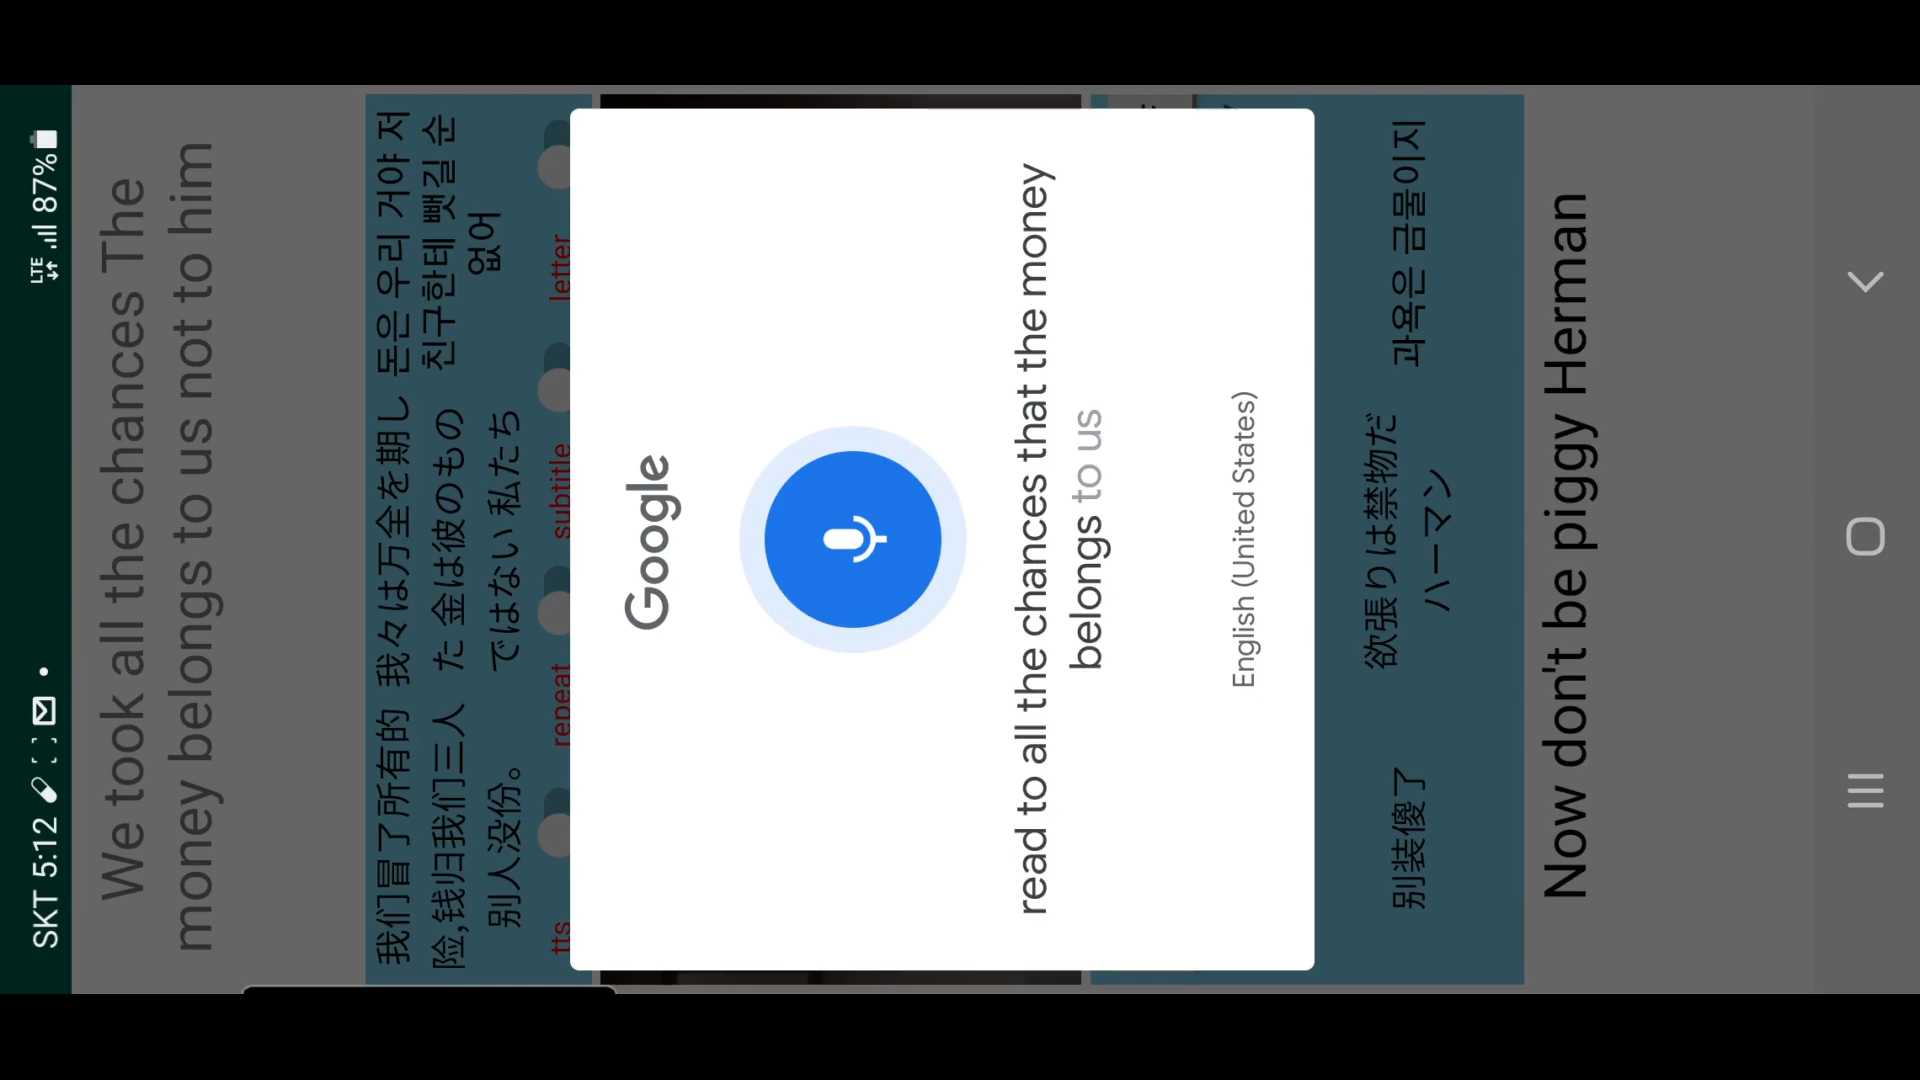 SKT 5:12
LTE
87%
We took all the chances The
money belongs to us not to him
我们冒了所有的
险,钱归我们三人
别人没份。
我々は万全を期し
た 金は彼のもの
ではない 私たち
돈은 우리 거야 저
친구한테 뺏길 순
없어
tts
repeat
subtitle
letter
Google
read to all the chances that the money
belongs to us
English (United States)
别装傻了
欲張りは禁物だ
ハーマン
과욕은 금물이지
Now don't be piggy Herman